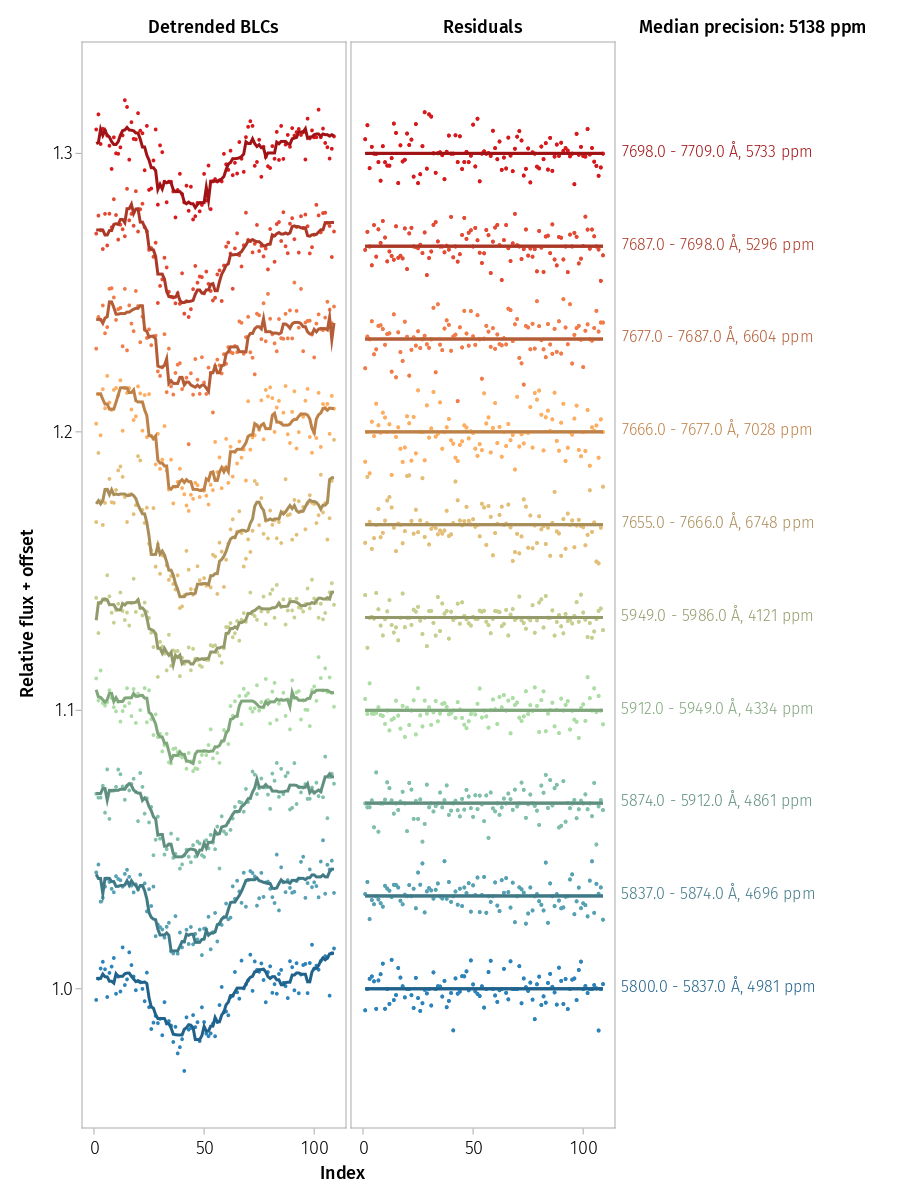 Detrended BLCs
Residuals
Median precision: 5138 ppm
Relative flux + offset
1.3
1.2
1.1
1.0
7698.0 - 7709.0 Å, 5733 ppm
7687.0 - 7698.0 Å, 5296 ppm
7677.0 - 7687.0 Å, 6604 ppm
7666.0 - 7677.0 Å, 7028 ppm
7655.0 - 7666.0 Å, 6748 ppm
5949.0 - 5986.0 Å, 4121 ppm
5912.0 - 5949.0 Å, 4334 ppm
5874.0 - 5912.0 Å, 4861 ppm
5837.0 - 5874.0 Å, 4696 ppm
5800.0 - 5837.0 Å, 4981 ppm
0 50 100
0 50 100
Index